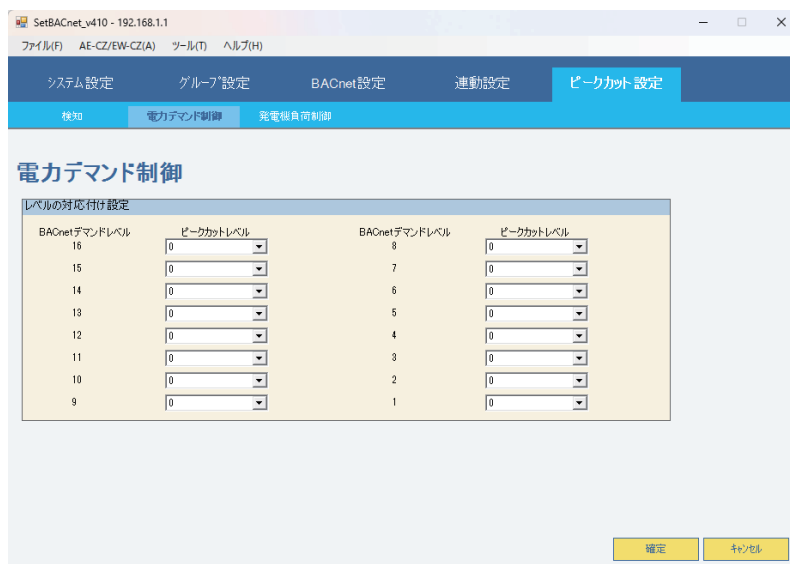 SetBACnet_v410 - 192.168.1.1
ファイル(F) AE-CZ/EW-CZ(A) ツール(T) ヘルプ(H)
システム設定 グループ設定 BACnet設定 連動設定 ピークカット設定
検知 電力デマンド制御 発電機負荷制御
電力デマンド制御
レベルの対応付け設定
BACnetデマンドレベル ピークカットレベル BACnetデマンドレベル ピークカットレベル
16 0 8 0
15 0 7 0
14 0 6 0
13 0 5 0
12 0 4 0
11 0 3 0
10 0 2 0
9 0 1 0
確定 キャンセル